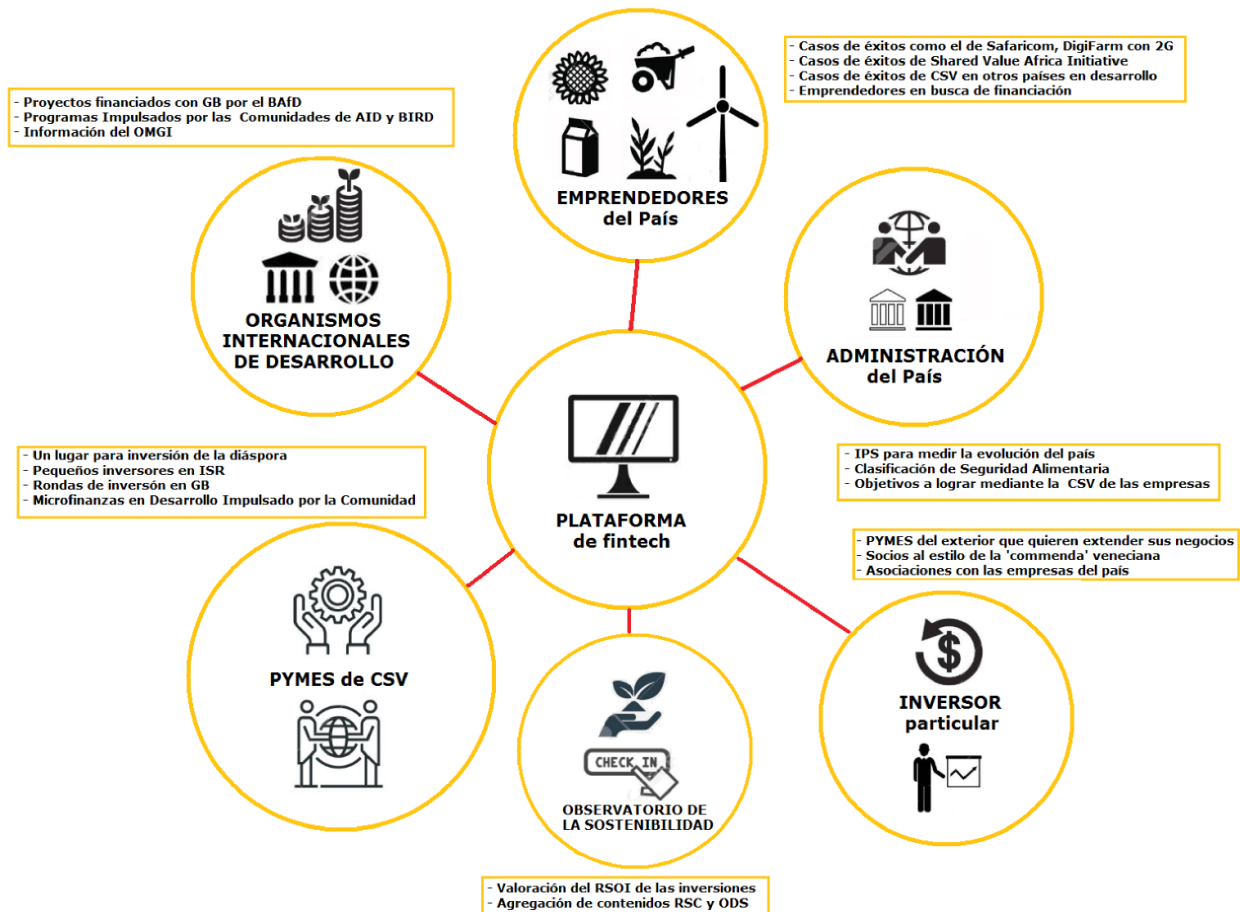 - Casos de éxitos como el de Safaricom, DigiFarm con 2G
- Casos de éxitos de Shared Value Africa Initiative
- Casos de éxitos de CSV en otros países en desarrollo
- Emprendedores en busca de financiación
- Proyectos financiados con GB por el BAfD
- Programas Impulsados por las Comunidades de AID y BIRD
- Información del OMGI
EMPRENDEDORES
del País
ORGANISMOS
INTERNACIONALES
DE DESARROLLO
ADMINISTRACIÓN
del País
- Un lugar para inversión de la diáspora
- Pequeños inversores en ISR
- Rondas de inversón en GB
- Microfinanzas en Desarrollo Impulsado por la Comunidad
- IPS para medir la evolución del país
- Clasificación de Seguridad Alimentaria
- Objetivos a lograr mediante la CSV de las empresas
PLATAFORMA
de fintech
- PYMES del exterior que quieren extender sus negocios
- Socios al estilo de la 'commenda' veneciana
- Asociaciones con las empresas del país
PYMES de CSV
$
INVERSOR
particular
CHECK IN
OBSERVATORIO DE
LA SOSTENIBILIDAD
- Valoración del RSOI de las inversiones
- Agregación de contenidos RSC y ODS